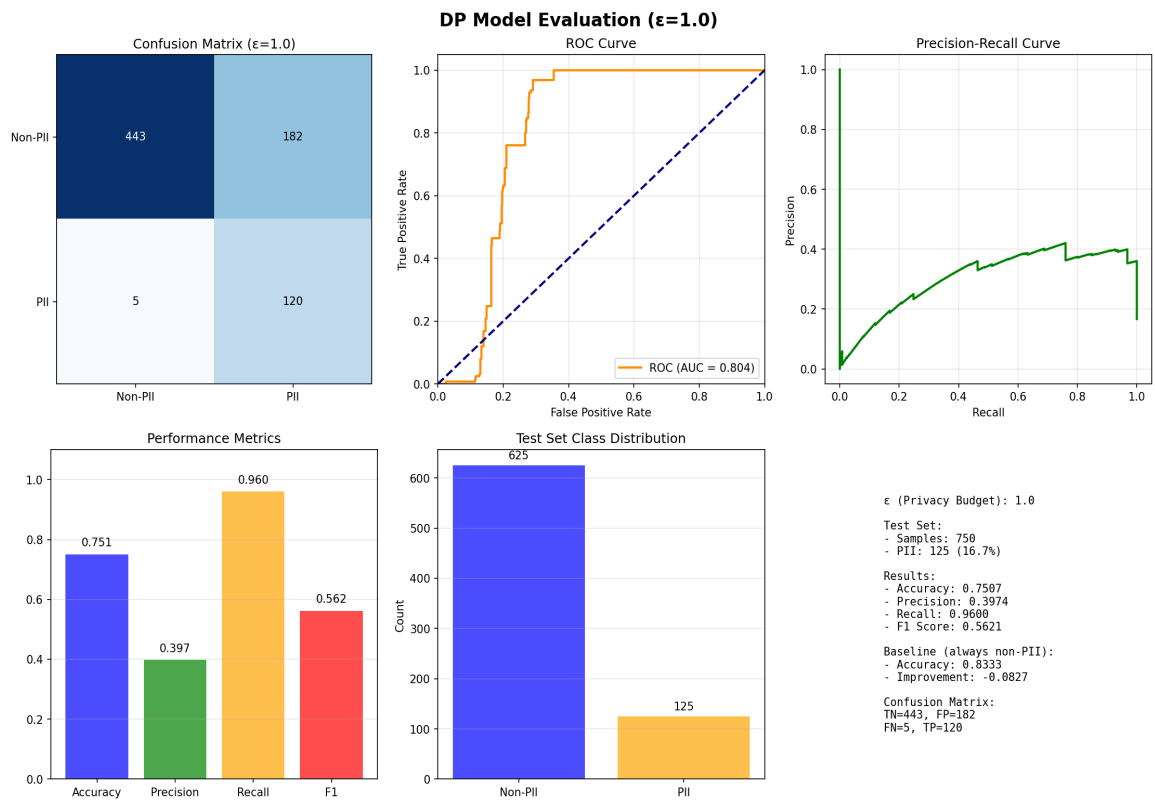 DP Model Evaluation (ε=1.0)
Confusion Matrix (ε=1.0)
Non-PII
PII
443
182
5
120
Non-PII
PII
ROC Curve
True Positive Rate
1.0
0.8
0.6
0.4
0.2
0.0
ROC (AUC = 0.804)
0.0 0.2 0.4 0.6 0.8 1.0
False Positive Rate
Precision-Recall Curve
Precision
1.0
0.8
0.6
0.4
0.2
0.0
0.0 0.2 0.4 0.6 0.8 1.0
Recall
Performance Metrics
1.0
0.8
0.6
0.4
0.2
0.0
0.751
0.397
0.960
0.562
Accuracy Precision Recall F1
Test Set Class Distribution
Count
600
500
400
300
200
100
0
625
125
Non-PII PII
ε (Privacy Budget): 1.0
Test Set:
- Samples: 750
- PII: 125 (16.7%)
Results:
- Accuracy: 0.7507
- Precision: 0.3974
- Recall: 0.9600
- F1 Score: 0.5621
Baseline (always non-PII):
- Accuracy: 0.8333
- Improvement: -0.0827
Confusion Matrix:
TN=443, FP=182
FN=5, TP=120